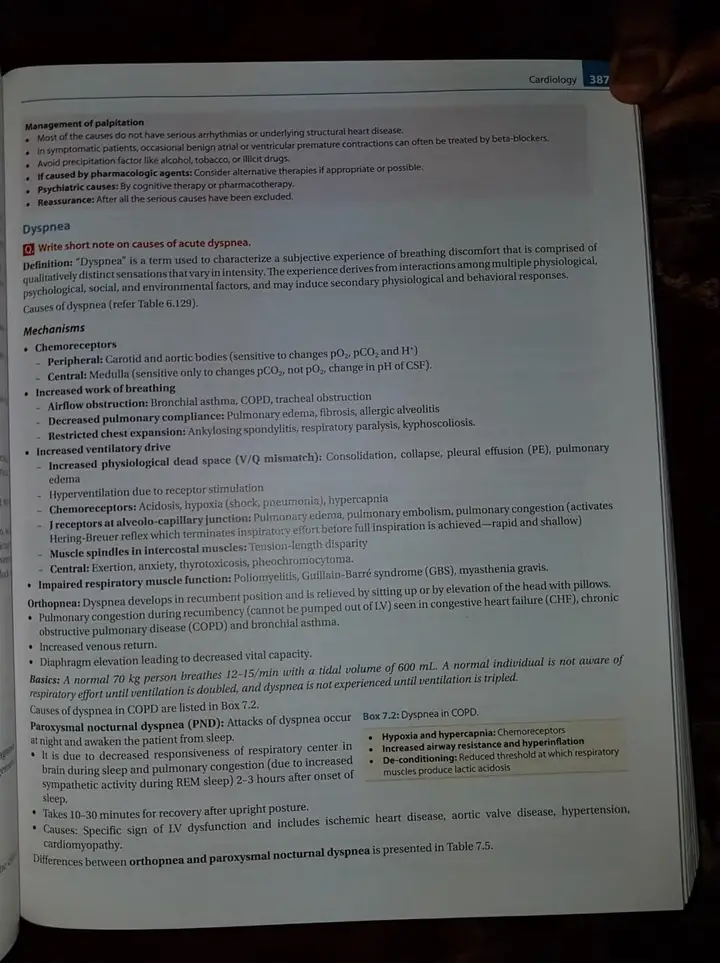 Cardiology 387
Management of palpitation
• Most of the causes do not have serious arrhythmias or underlying structural heart disease.
• In symptomatic patients, occasional benign atrial or ventricular premature contractions can often be treated by beta-blockers.
• Avoid precipitation factor like alcohol, tobacco, or illicit drugs.
• If caused by pharmacologic agents: Consider alternative therapies if appropriate or possible.
• Psychiatric causes: By cognitive therapy or pharmacotherapy.
• Reassurance: After all the serious causes have been excluded.
Dyspnea
Q. Write short note on causes of acute dyspnea.
Definition: "Dyspnea" is a term used to characterize a subjective experience of breathing discomfort that is comprised of
qualitatively distinct sensations that vary in intensity. The experience derives from interactions among multiple physiological,
psychological, social, and environmental factors, and may induce secondary physiological and behavioral responses.
Causes of dyspnea (refer Table 6.129).
Mechanisms
• Chemoreceptors
– Peripheral: Carotid and aortic bodies (sensitive to changes pO₂, pCO₂ and H⁺)
– Central: Medulla (sensitive only to changes pCO₂, not pO₂, change in pH of CSF).
• Increased work of breathing
– Airflow obstruction: Bronchial asthma, COPD, tracheal obstruction
– Decreased pulmonary compliance: Pulmonary edema, fibrosis, allergic alveolitis
– Restricted chest expansion: Ankylosing spondylitis, respiratory paralysis, kyphoscoliosis.
• Increased ventilatory drive
– Increased physiological dead space (V/Q mismatch): Consolidation, collapse, pleural effusion (PE), pulmonary
edema
– Hyperventilation due to receptor stimulation
– Chemoreceptors: Acidosis, hypoxia (shock, pneumonia), hypercapnia
– J receptors at alveolo-capillary junction: Pulmonary edema, pulmonary embolism, pulmonary congestion (activates
Hering-Breuer reflex which terminates inspiratory effort before full inspiration is achieved—rapid and shallow)
– Muscle spindles in intercostal muscles: Tension-length disparity
– Central: Exertion, anxiety, thyrotoxicosis, pheochromocytoma.
• Impaired respiratory muscle function: Poliomyelitis, Guillain-Barré syndrome (GBS), myasthenia gravis.
Orthopnea: Dyspnea develops in recumbent position and is relieved by sitting up or by elevation of the head with pillows.
• Pulmonary congestion during recumbency (cannot be pumped out of LV) seen in congestive heart failure (CHF), chronic
obstructive pulmonary disease (COPD) and bronchial asthma.
• Increased venous return.
• Diaphragm elevation leading to decreased vital capacity.
Basics: A normal 70 kg person breathes 12–15/min with a tidal volume of 600 mL. A normal individual is not aware of
respiratory effort until ventilation is doubled, and dyspnea is not experienced until ventilation is tripled.
Causes of dyspnea in COPD are listed in Box 7.2.
Paroxysmal nocturnal dyspnea (PND): Attacks of dyspnea occur
at night and awaken the patient from sleep.
• It is due to decreased responsiveness of respiratory center in
brain during sleep and pulmonary congestion (due to increased
sympathetic activity during REM sleep) 2–3 hours after onset of
sleep.
• Takes 10–30 minutes for recovery after upright posture.
• Causes: Specific sign of LV dysfunction and includes ischemic heart disease, aortic valve disease, hypertension,
cardiomyopathy.
Differences between orthopnea and paroxysmal nocturnal dyspnea is presented in Table 7.5.
Box 7.2: Dyspnea in COPD.
• Hypoxia and hypercapnia: Chemoreceptors
• Increased airway resistance and hyperinflation
• De-conditioning: Reduced threshold at which respiratory
muscles produce lactic acidosis